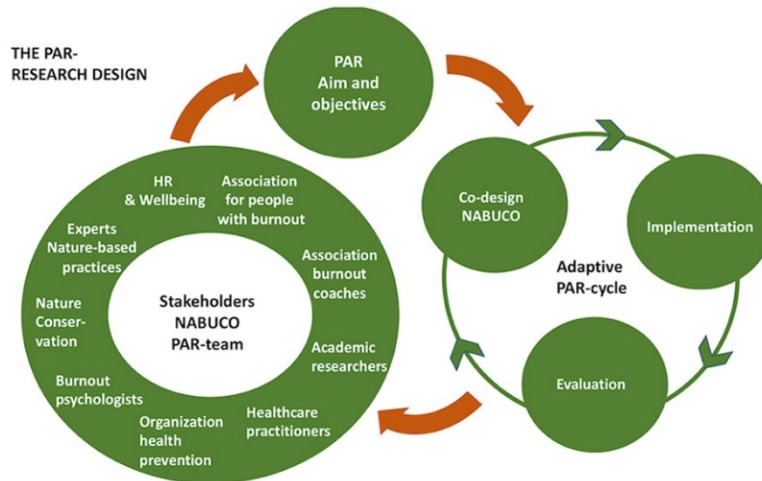 THE PAR-
RESEARCH DESIGN
PAR
Aim and
objectives
HR
& Wellbeing
Association
for people
with burnout
Experts
Nature-based
practices
Association
burnout
coaches
Nature
Conser-
vation
Stakeholders
NABUCO
PAR-team
Academic
researchers
Burnout
psychologists
Organization
health
prevention
Healthcare
practitioners
Co-design
NABUCO
Implementation
Adaptive
PAR-cycle
Evaluation